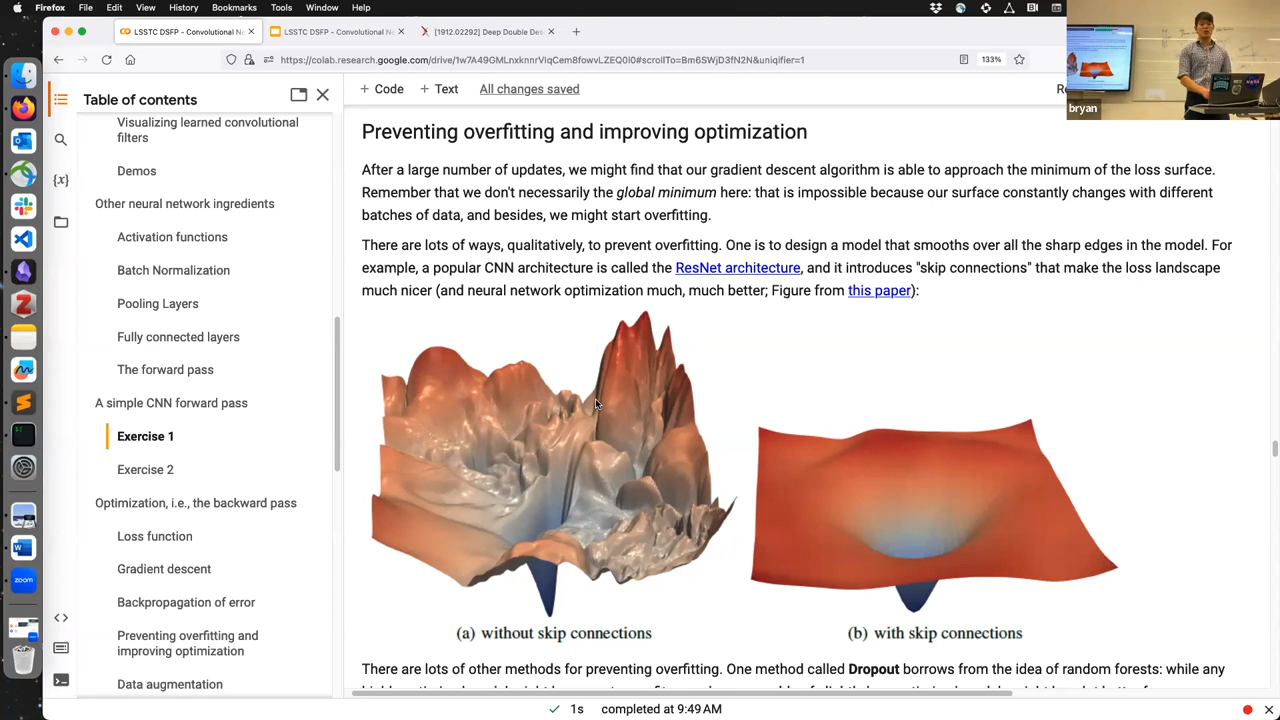 Firefox File Edit View History Bookmarks Tools Window Help
LSSTC DSFP - Convolutional Ne
LSSTC DSFP - Convolutional N
[1912.02292] Deep Double Des
133%
Table of contents
+ Code + Text All changes saved
bryan
Visualizing learned convolutional
filters
Demos
Other neural network ingredients
Activation functions
Batch Normalization
Pooling Layers
Fully connected layers
The forward pass
A simple CNN forward pass
Exercise 1
Exercise 2
Optimization, i.e., the backward pass
Loss function
Gradient descent
Backpropagation of error
Preventing overfitting and
improving optimization
Data augmentation
Preventing overfitting and improving optimization
After a large number of updates, we might find that our gradient descent algorithm is able to approach the minimum of the loss surface.
Remember that we don't necessarily the global minimum here: that is impossible because our surface constantly changes with different
batches of data, and besides, we might start overfitting.
There are lots of ways, qualitatively, to prevent overfitting. One is to design a model that smooths over all the sharp edges in the model. For
example, a popular CNN architecture is called the ResNet architecture, and it introduces "skip connections" that make the loss landscape
much nicer (and neural network optimization much, much better; Figure from this paper):
(a) without skip connections
(b) with skip connections
There are lots of other methods for preventing overfitting. One method called Dropout borrows from the idea of random forests: while any
1s completed at 9:49 AM
zoom